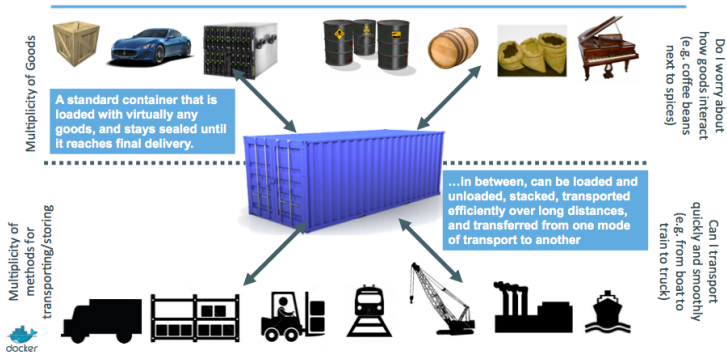 Multiplicity of Goods
A standard container that is
loaded with virtually any
goods, and stays sealed until
it reaches final delivery.
Do I worry about
how goods interact
(e.g. coffee beans
next to spices)
Multiplicity of
methods for
transporting/storing
…in between, can be loaded and
unloaded, stacked, transported
efficiently over long distances,
and transferred from one mode
of transport to another
Can I transport
quickly and smoothly
(e.g. from boat to
train to truck)
docker